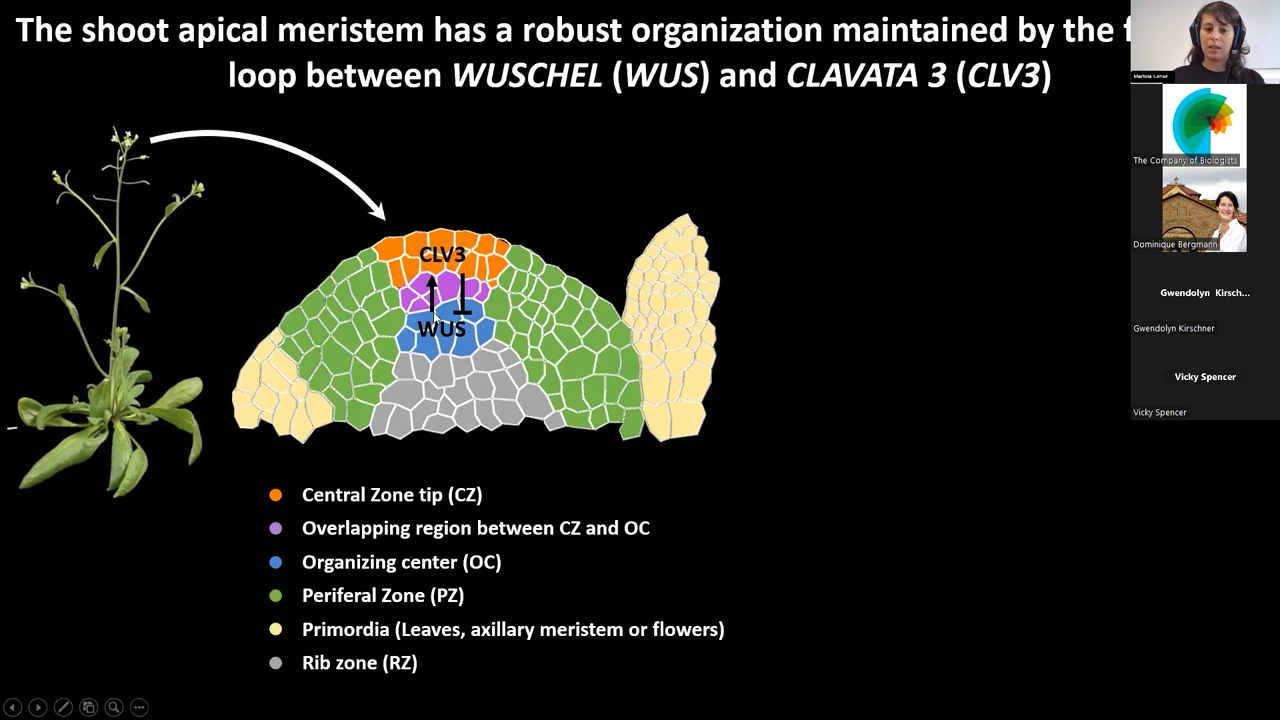 The shoot apical meristem has a robust organization maintained by the f
loop between WUSCHEL (WUS) and CLAVATA 3 (CLV3)
Martina Cerise
The Company of Biologists
Dominique Bergmann
Gwendolyn Kirsch...
Gwendolyn Kirschner
Vicky Spencer
Vicky Spencer
CLV3
WUS
Central Zone tip (CZ)
Overlapping region between CZ and OC
Organizing center (OC)
Periferal Zone (PZ)
Primordia (Leaves, axillary meristem or flowers)
Rib zone (RZ)